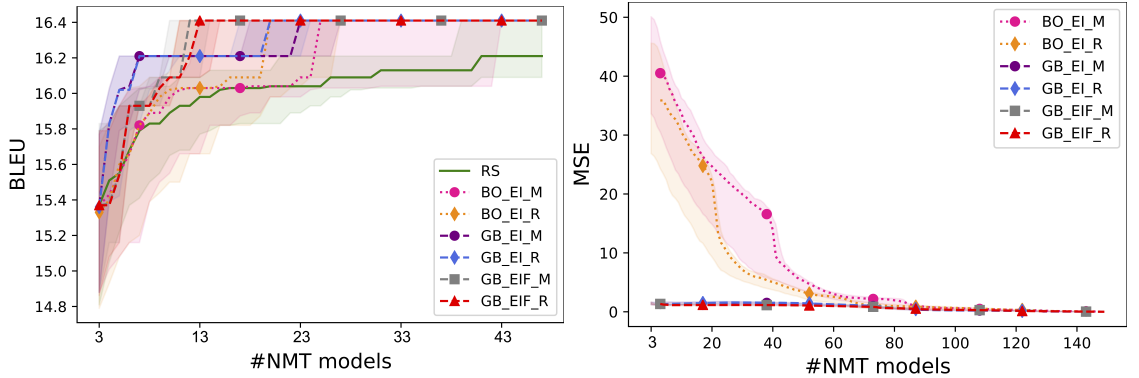 BLEU
16.4
16.2
16.0
15.8
15.6
15.4
15.2
15.0
14.8
3
13
23
33
43
#NMT models
RS
BO_EI_M
BO_EI_R
GB_EI_M
GB_EI_R
GB_EIF_M
GB_EIF_R
MSE
50
40
30
20
10
0
3
20
40
60
80
100
120
140
#NMT models
BO_EI_M
BO_EI_R
GB_EI_M
GB_EI_R
GB_EIF_M
GB_EIF_R